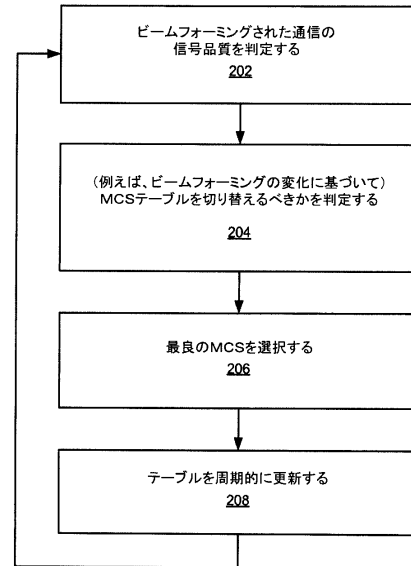 ビームフォーミングされた通信の
信号品質を判定する
202
（例えば、ビームフォーミングの変化に基づいて）
MCSテーブルを切り替えるべきかを判定する
204
最良のMCSを選択する
206
テーブルを周期的に更新する
208